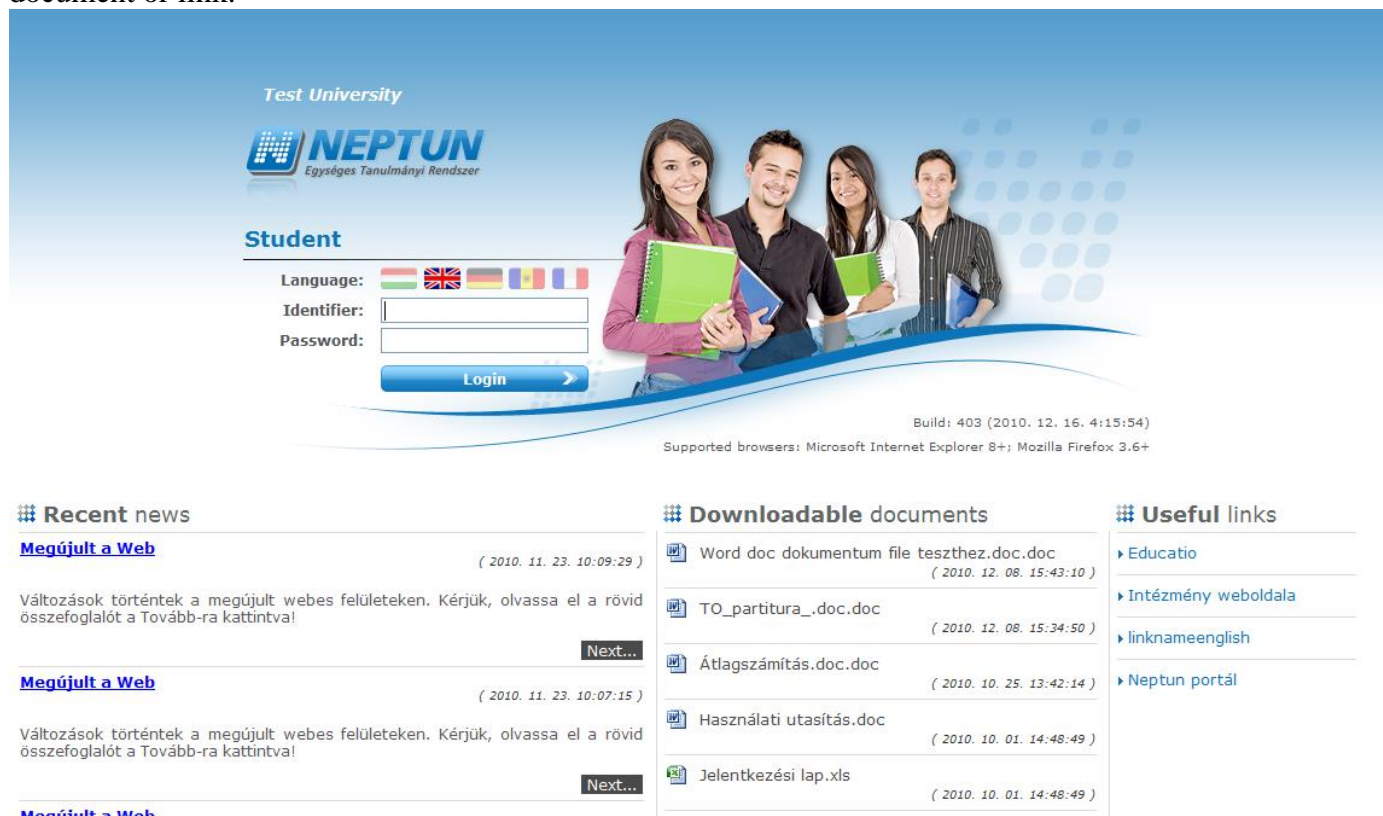 document or link.
Test University
NEPTUN
Egységes Tanulmányi Rendszer
Student
Language:
Identifier:
Password:
Login
Build: 403 (2010. 12. 16. 4:15:54)
Supported browsers: Microsoft Internet Explorer 8+; Mozilla Firefox 3.6+
Recent news
Megújult a Web
( 2010. 11. 23. 10:09:29 )
Változások történtek a megújult webes felületeken. Kérjük, olvassa el a rövid
összefoglalót a Tovább-ra kattintva!
Next...
Megújult a Web
( 2010. 11. 23. 10:07:15 )
Változások történtek a megújult webes felületeken. Kérjük, olvassa el a rövid
összefoglalót a Tovább-ra kattintva!
Next...
Megújult a Web
Downloadable documents
Word doc dokumentum file teszthez.doc.doc
( 2010. 12. 08. 15:43:10 )
TO_partitura_.doc.doc
( 2010. 12. 08. 15:34:50 )
Átlagszámítás.doc.doc
( 2010. 10. 25. 13:42:14 )
Használati utasítás.doc
( 2010. 10. 01. 14:48:49 )
Jelentkezési lap.xls
( 2010. 10. 01. 14:48:49 )
Useful links
Educatio
Intézmény weboldala
linknameenglish
Neptun portál